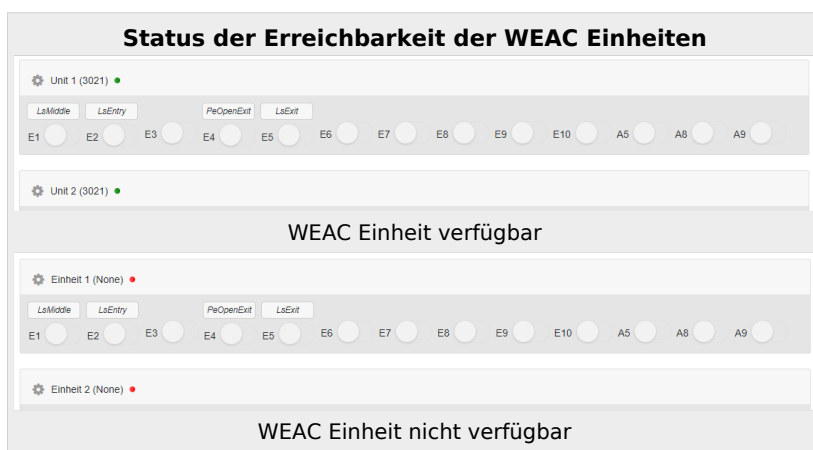 Status der Erreichbarkeit der WEAC Einheiten
Unit 1 (3021)
LsMiddle LsEntry PeOpenExit LsExit
E1 E2 E3 E4 E5 E6 E7 E8 E9 E10 A5 A8 A9
Unit 2 (3021)
WEAC Einheit verfügbar
Einheit 1 (None)
LsMiddle LsEntry PeOpenExit LsExit
E1 E2 E3 E4 E5 E6 E7 E8 E9 E10 A5 A8 A9
Einheit 2 (None)
WEAC Einheit nicht verfügbar